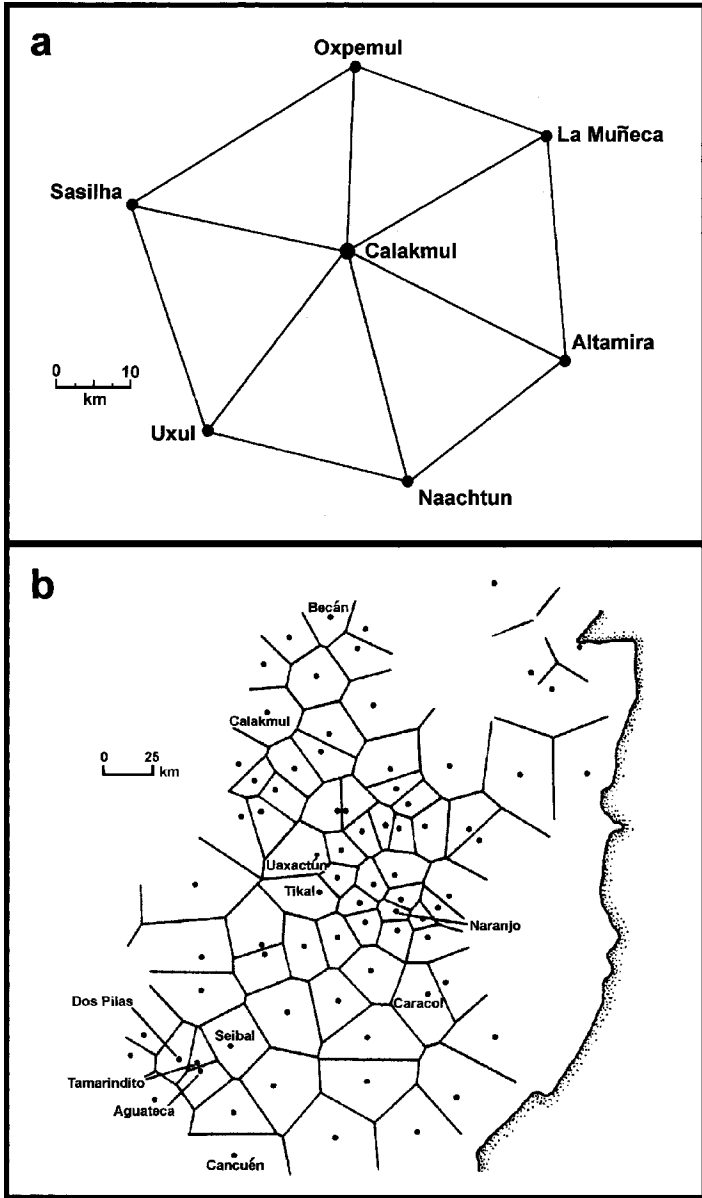 a
Oxpemul
La Muñeca
Sasilha
Calakmul
Altamira
0 10
km
Uxul
Naachtun
b
Becán
Calakmul
0 25
km
Uaxactún
Tikal
Naranjo
Dos Pilas
Caracol
Seibal
Tamarindito
Aguateca
Cancuén